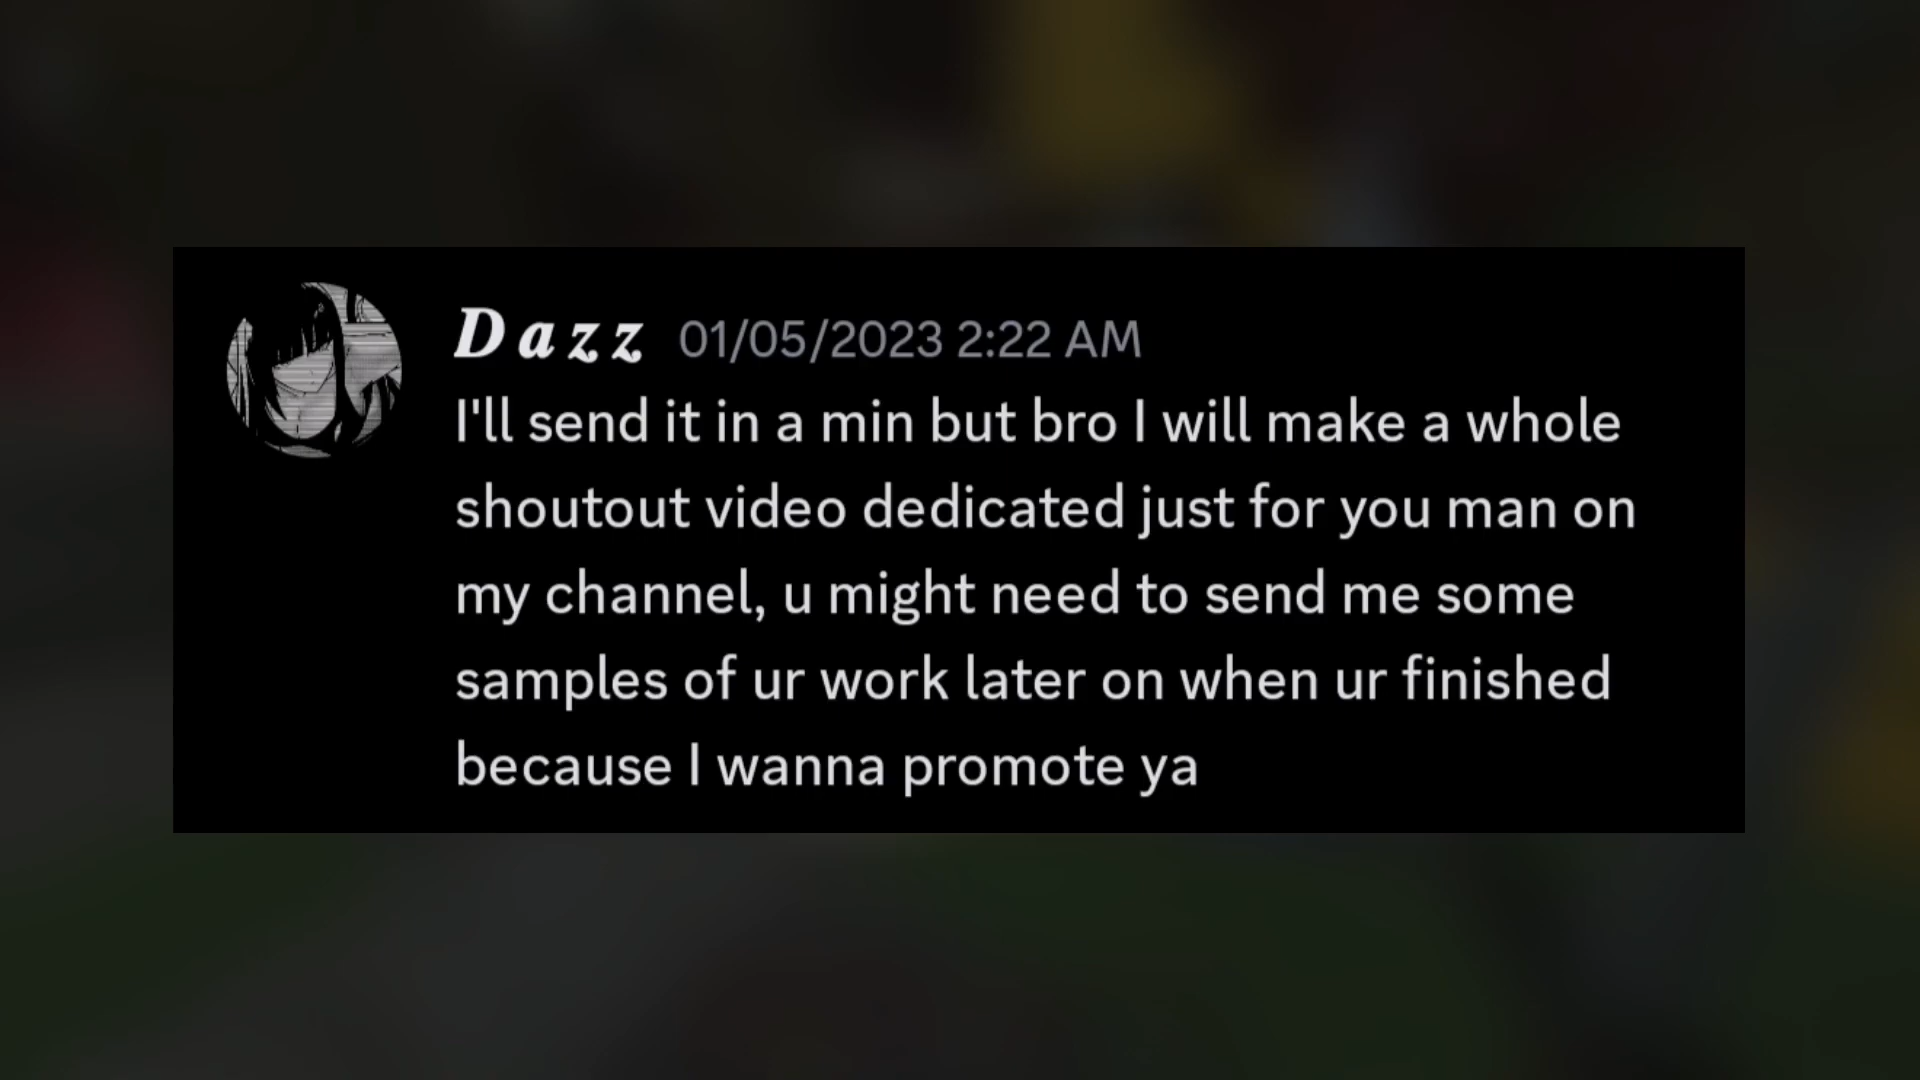 Dazz 01/05/2023 2:22 AM
I'll send it in a min but bro I will make a whole
shoutout video dedicated just for you man on
my channel, u might need to send me some
samples of ur work later on when ur finished
because I wanna promote ya